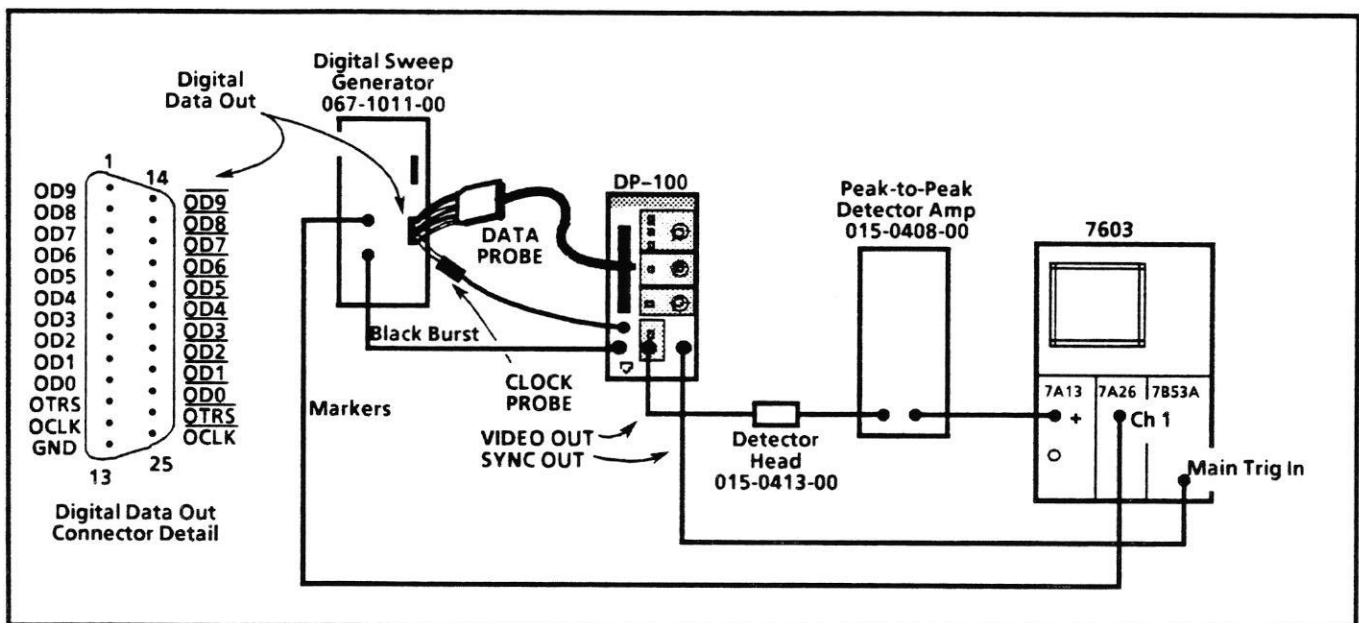 Digital Sweep
Generator
067-1011-00
Digital
Data Out
1
14
OD9
OD8
OD7
OD6
OD5
OD4
OD3
OD2
OD1
OD0
OTRS
OCLK
GND
OD9
OD8
OD7
OD6
OD5
OD4
OD3
OD2
OD1
OD0
OTRS
OCLK
13
25
Digital Data Out
Connector Detail
DATA
PROBE
DP-100
Black Burst
CLOCK
PROBE
Markers
VIDEO OUT
SYNC OUT
Detector
Head
015-0413-00
Peak-to-Peak
Detector Amp
015-0408-00
7603
7A13
7A26
7B53A
+
Ch 1
Main Trig In